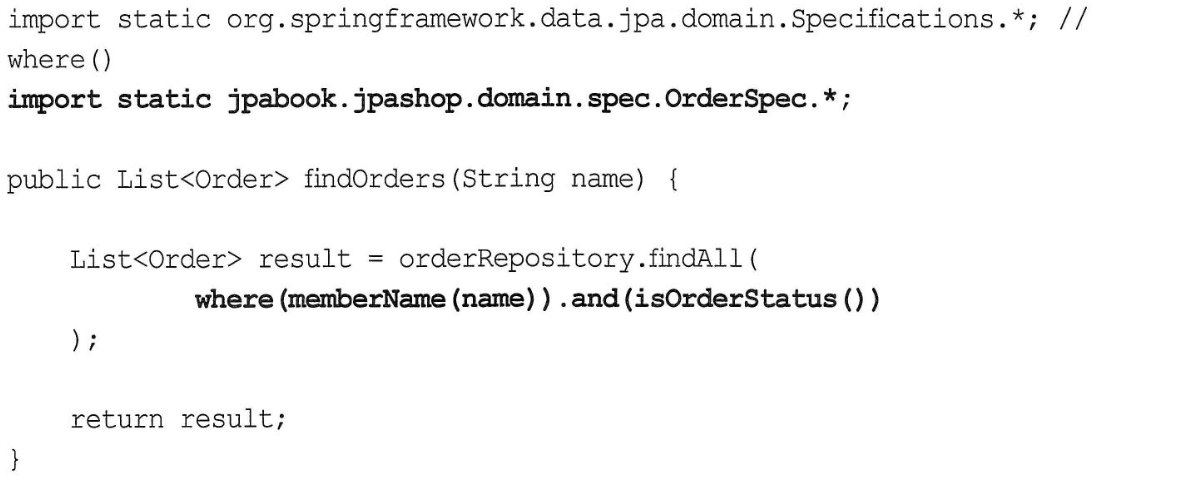 import static org.springframework.data.jpa.domain.Specifications.*; //
where()
import static jpabook.jpashop.domain.spec.OrderSpec.*;
public List<Order> findOrders(String name) {
List<Order> result = orderRepository.findAll(
where(memberName(name)).and(isOrderStatus())
);
return result;
}